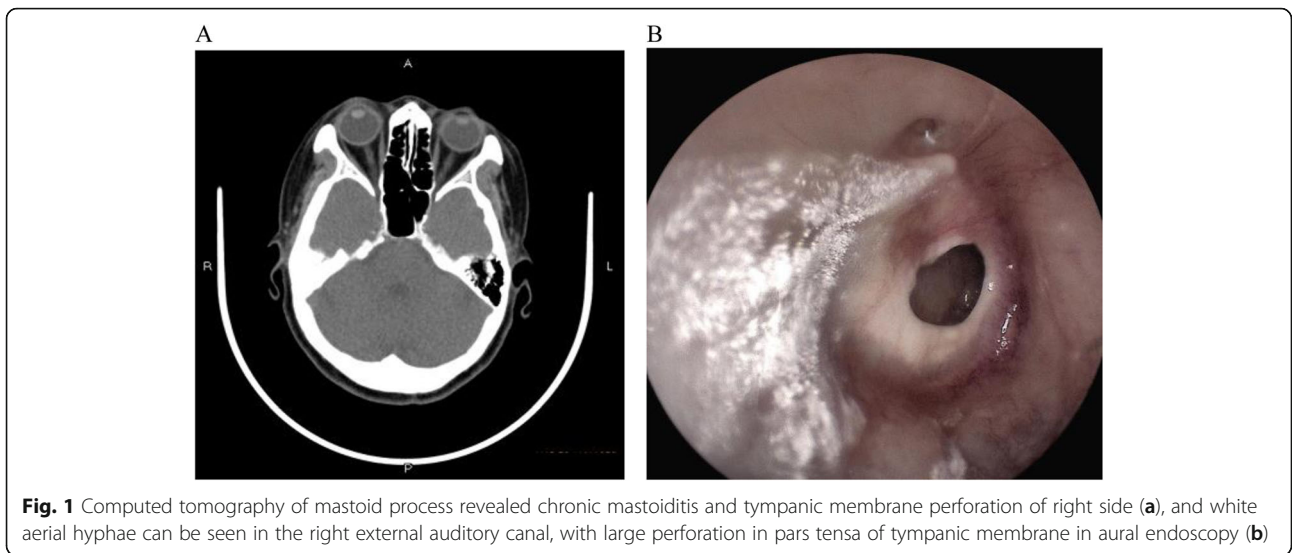 A
B
A
R
L
P
Fig. 1 Computed tomography of mastoid process revealed chronic mastoiditis and tympanic membrane perforation of right side (a), and white
aerial hyphae can be seen in the right external auditory canal, with large perforation in pars tensa of tympanic membrane in aural endoscopy (b)